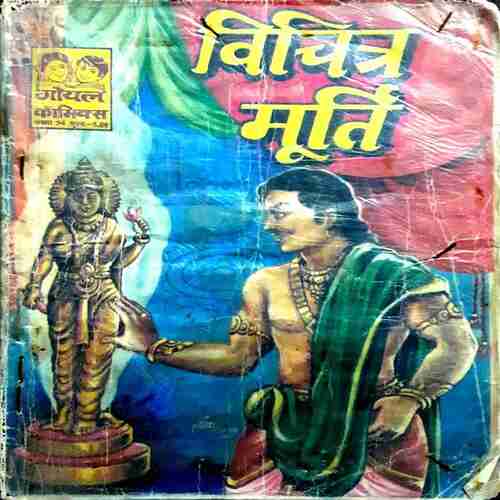 विचित्र
मूर्ति
गोयल
कॉमिक्स